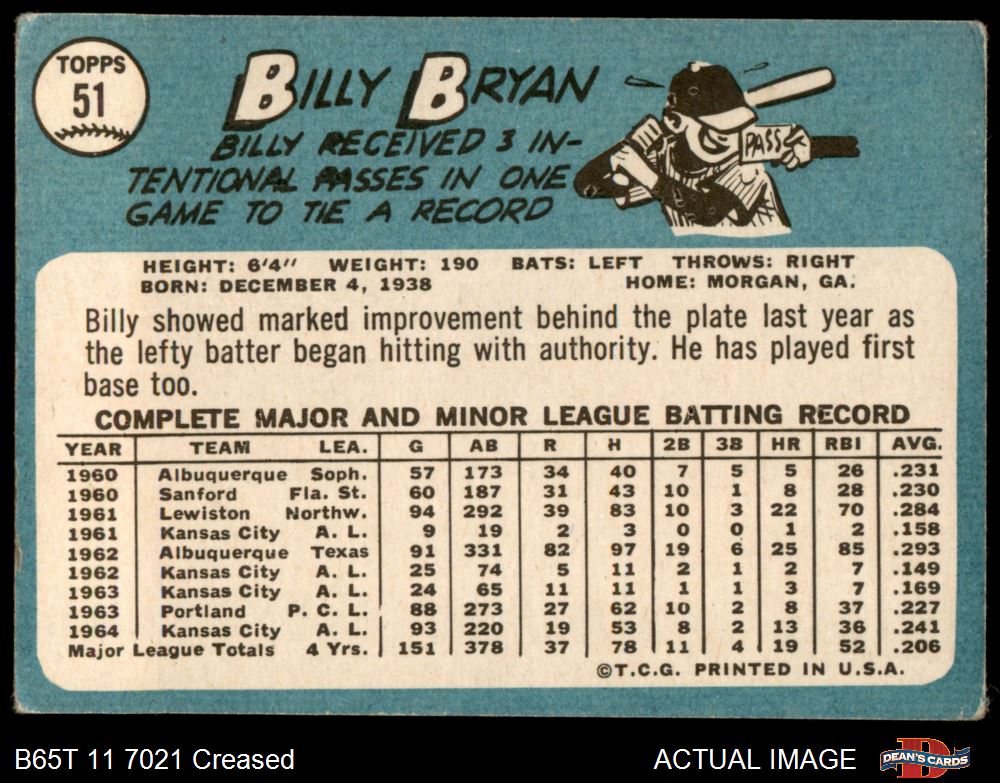 TOPPS
51
BILLY BRYAN
BILLY RECEIVED 3 IN-
TENTIONAL PASSES IN ONE
GAME TO TIE A RECORD
PASS
HEIGHT: 6'4" WEIGHT: 190 BATS: LEFT THROWS: RIGHT
BORN: DECEMBER 4, 1938 HOME: MORGAN, GA.
Billy showed marked improvement behind the plate last year as
the lefty batter began hitting with authority. He has played first
base too.
COMPLETE MAJOR AND MINOR LEAGUE BATTING RECORD
YEAR TEAM LEA. G AB R H 2B 3B HR RBI AVG.
1960 Albuquerque Soph. 57 173 34 40 7 5 5 26 .231
1960 Sanford Fla. St. 60 187 31 43 10 1 8 28 .230
1961 Lewiston Northw. 94 292 39 83 10 3 22 70 .284
1961 Kansas City A. L. 9 19 2 3 0 0 1 2 .158
1962 Albuquerque Texas 91 331 82 97 19 6 25 85 .293
1962 Kansas City A. L. 25 74 5 11 2 1 2 7 .149
1963 Kansas City A. L. 24 65 11 11 1 1 3 7 .169
1963 Portland P. C. L. 88 273 27 62 10 2 8 37 .227
1964 Kansas City A. L. 93 220 19 53 8 2 13 36 .241
Major League Totals 4 Yrs. 151 378 37 78 11 4 19 52 .206
©T.C.G. PRINTED IN U.S.A.
B65T 11 7021 Creased ACTUAL IMAGE
DEAN'S CARDS